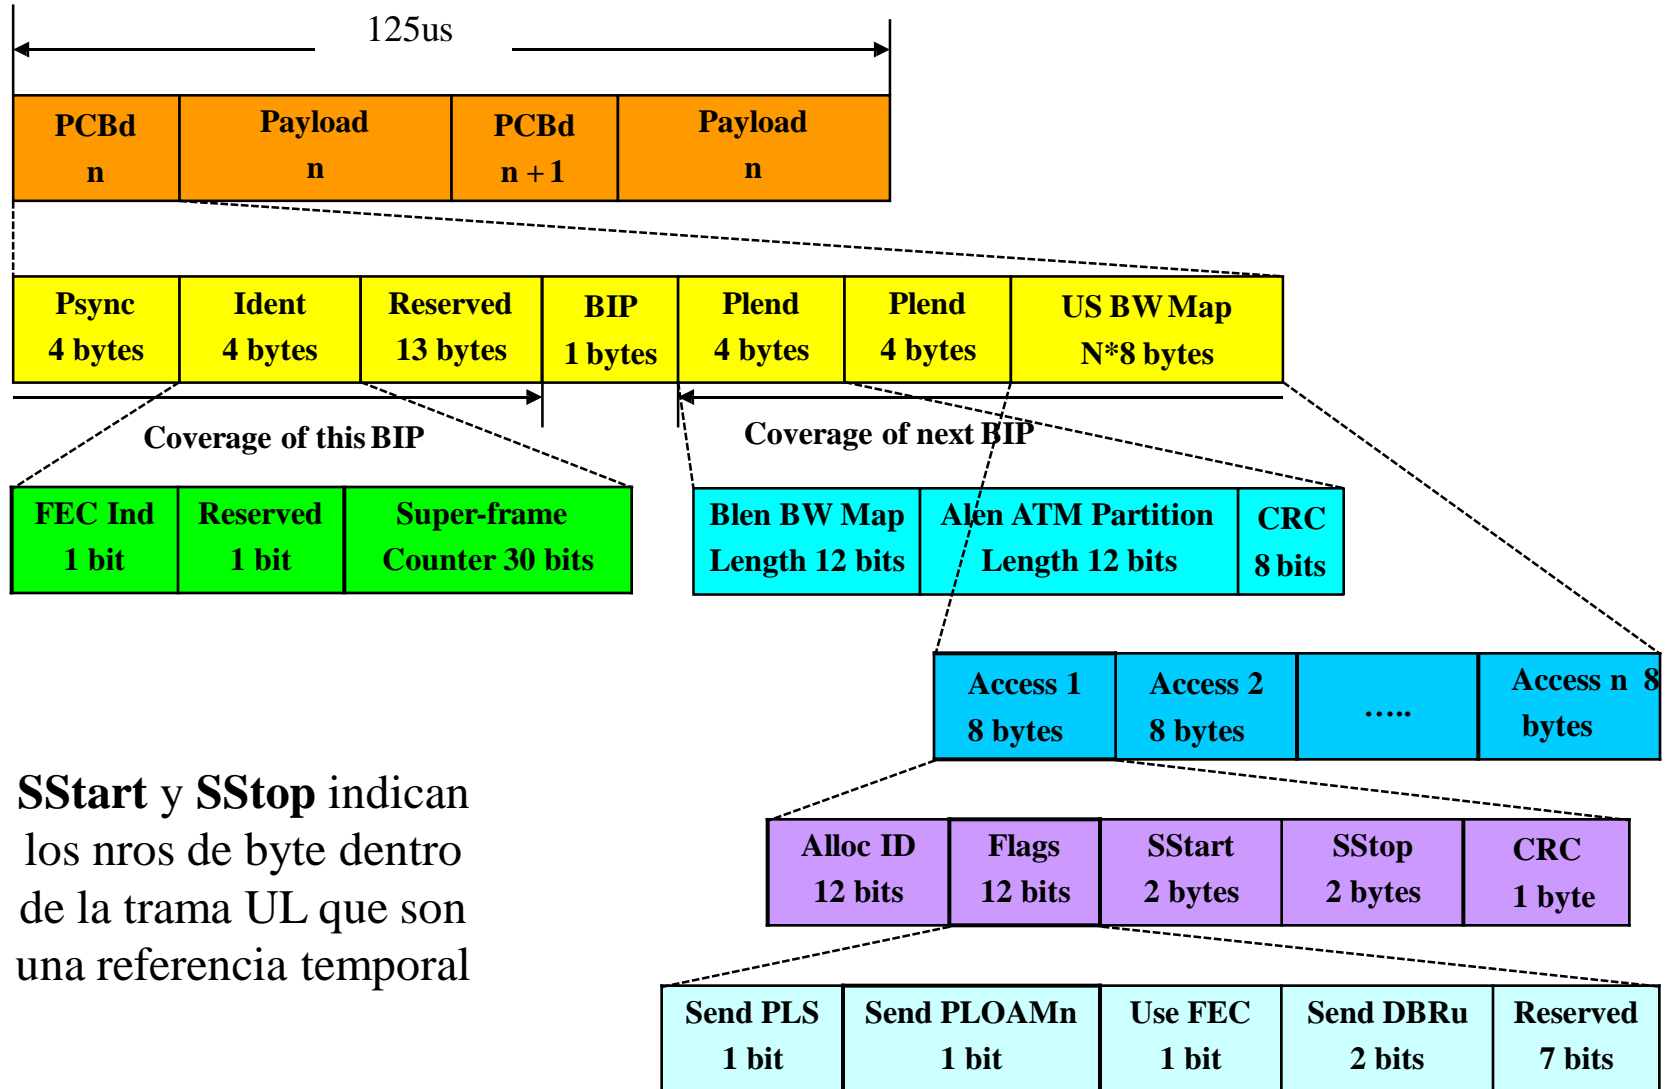 125us
PCBd
n
Payload
n
PCBd
n + 1
Payload
n
Psync
4 bytes
Ident
4 bytes
Reserved
13 bytes
BIP
1 bytes
Plend
4 bytes
Plend
4 bytes
US BW Map
N*8 bytes
Coverage of this BIP
Coverage of next BIP
FEC Ind
1 bit
Reserved
1 bit
Super-frame
Counter 30 bits
Blen BW Map
Length 12 bits
Alen ATM Partition
Length 12 bits
CRC
8 bits
Access 1
8 bytes
Access 2
8 bytes
.....
Access n 8
bytes
SStart y SStop indican
los nros de byte dentro
de la trama UL que son
una referencia temporal
Alloc ID
12 bits
Flags
12 bits
SStart
2 bytes
SStop
2 bytes
CRC
1 byte
Send PLS
1 bit
Send PLOAMn
1 bit
Use FEC
1 bit
Send DBRu
2 bits
Reserved
7 bits